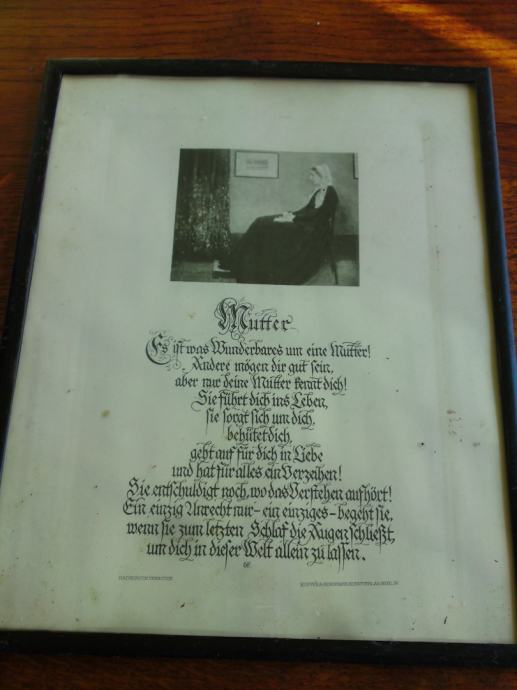 Mutter
Es ist was Wunderbares um eine Mutter!
Andere mögen dir gut sein,
aber nur deine Mutter kennt dich!
Sie führt dich ins Leben,
sie sorgt sich um dich,
behütet dich,
geht auf für dich in Liebe
und hat für alles ein Verzeihen!
Sie entschuldigt noch, wo das Verstehen aufhört!
Ein einzig Unrecht nur - ein einziges - begeht sie,
wenn sie zum letzten Schlaf die Augen schließt,
um dich in dieser Welt allein zu lassen.